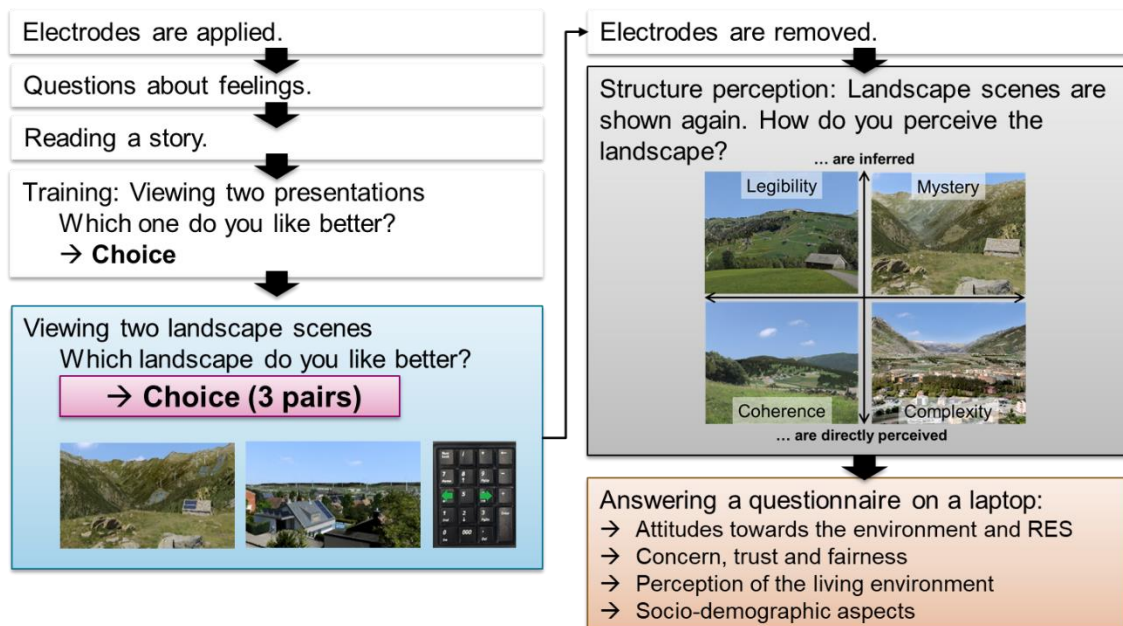 Electrodes are applied.
Questions about feelings.
Reading a story.
Training: Viewing two presentations
Which one do you like better?
→ Choice
Viewing two landscape scenes
Which landscape do you like better?
→ Choice (3 pairs)
Electrodes are removed.
Structure perception: Landscape scenes are
shown again. How do you perceive the
landscape?
... are inferred
Legibility
Mystery
Coherence
Complexity
... are directly perceived
Answering a questionnaire on a laptop:
→ Attitudes towards the environment and RES
→ Concern, trust and fairness
→ Perception of the living environment
→ Socio-demographic aspects